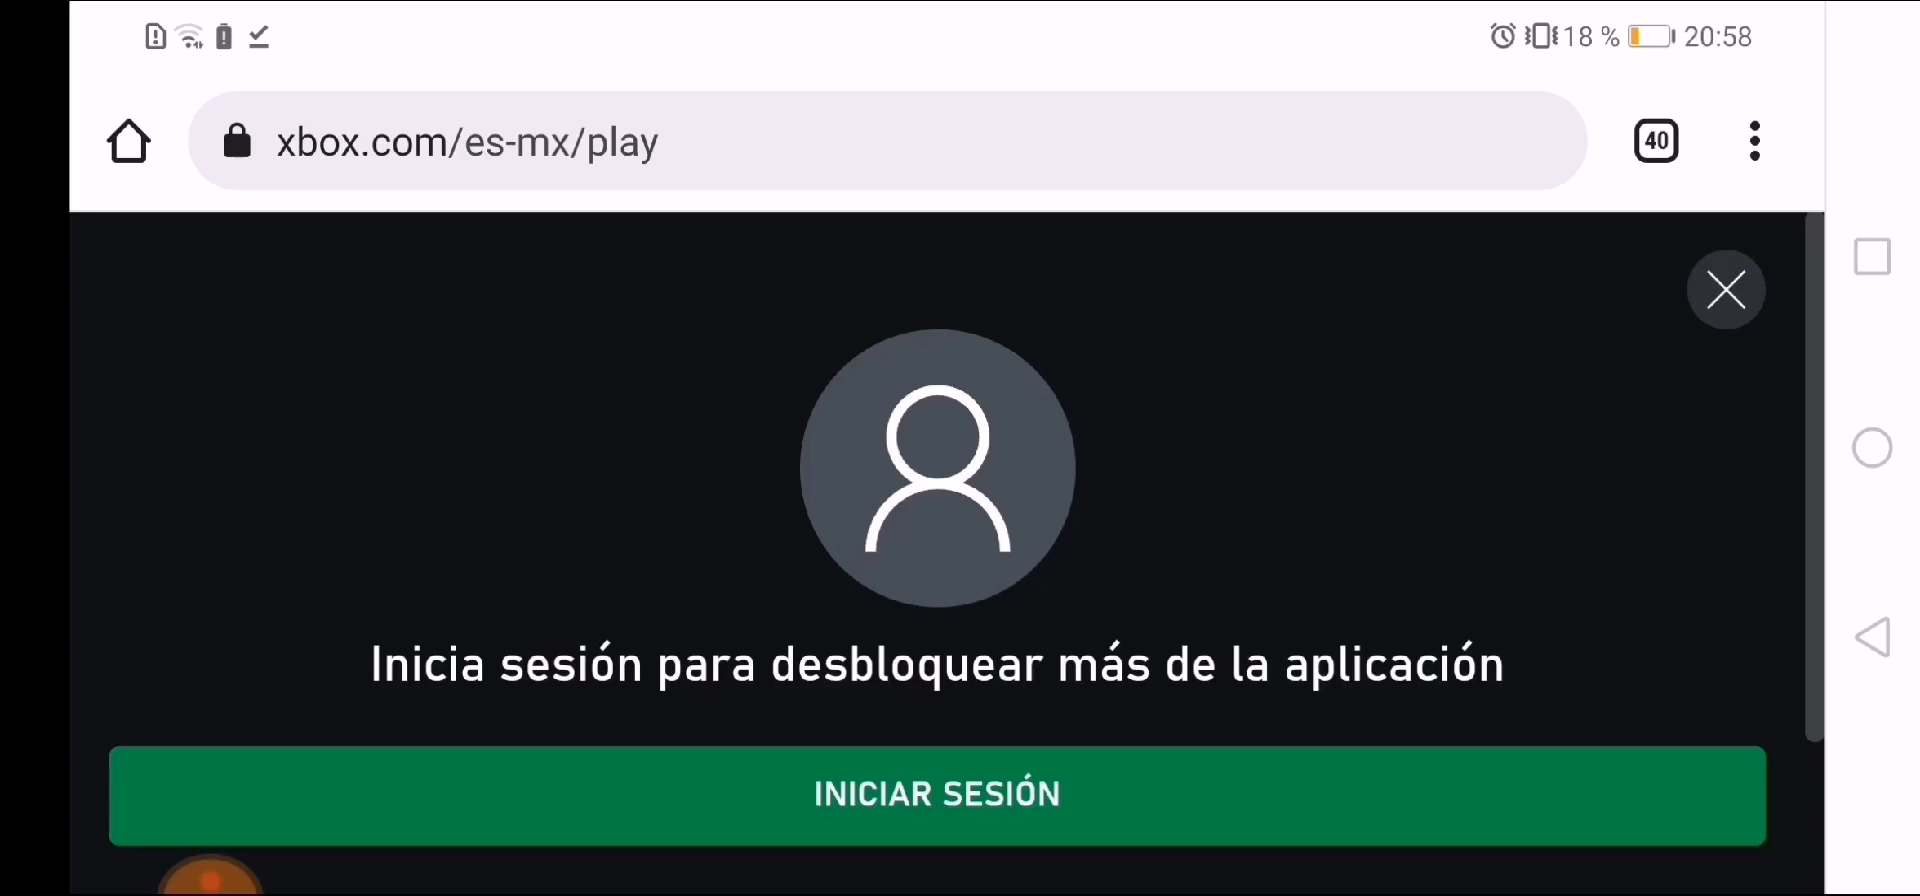 18 % 20:58
xbox.com/es-mx/play
40
Inicia sesión para desbloquear más de la aplicación
INICIAR SESIÓN